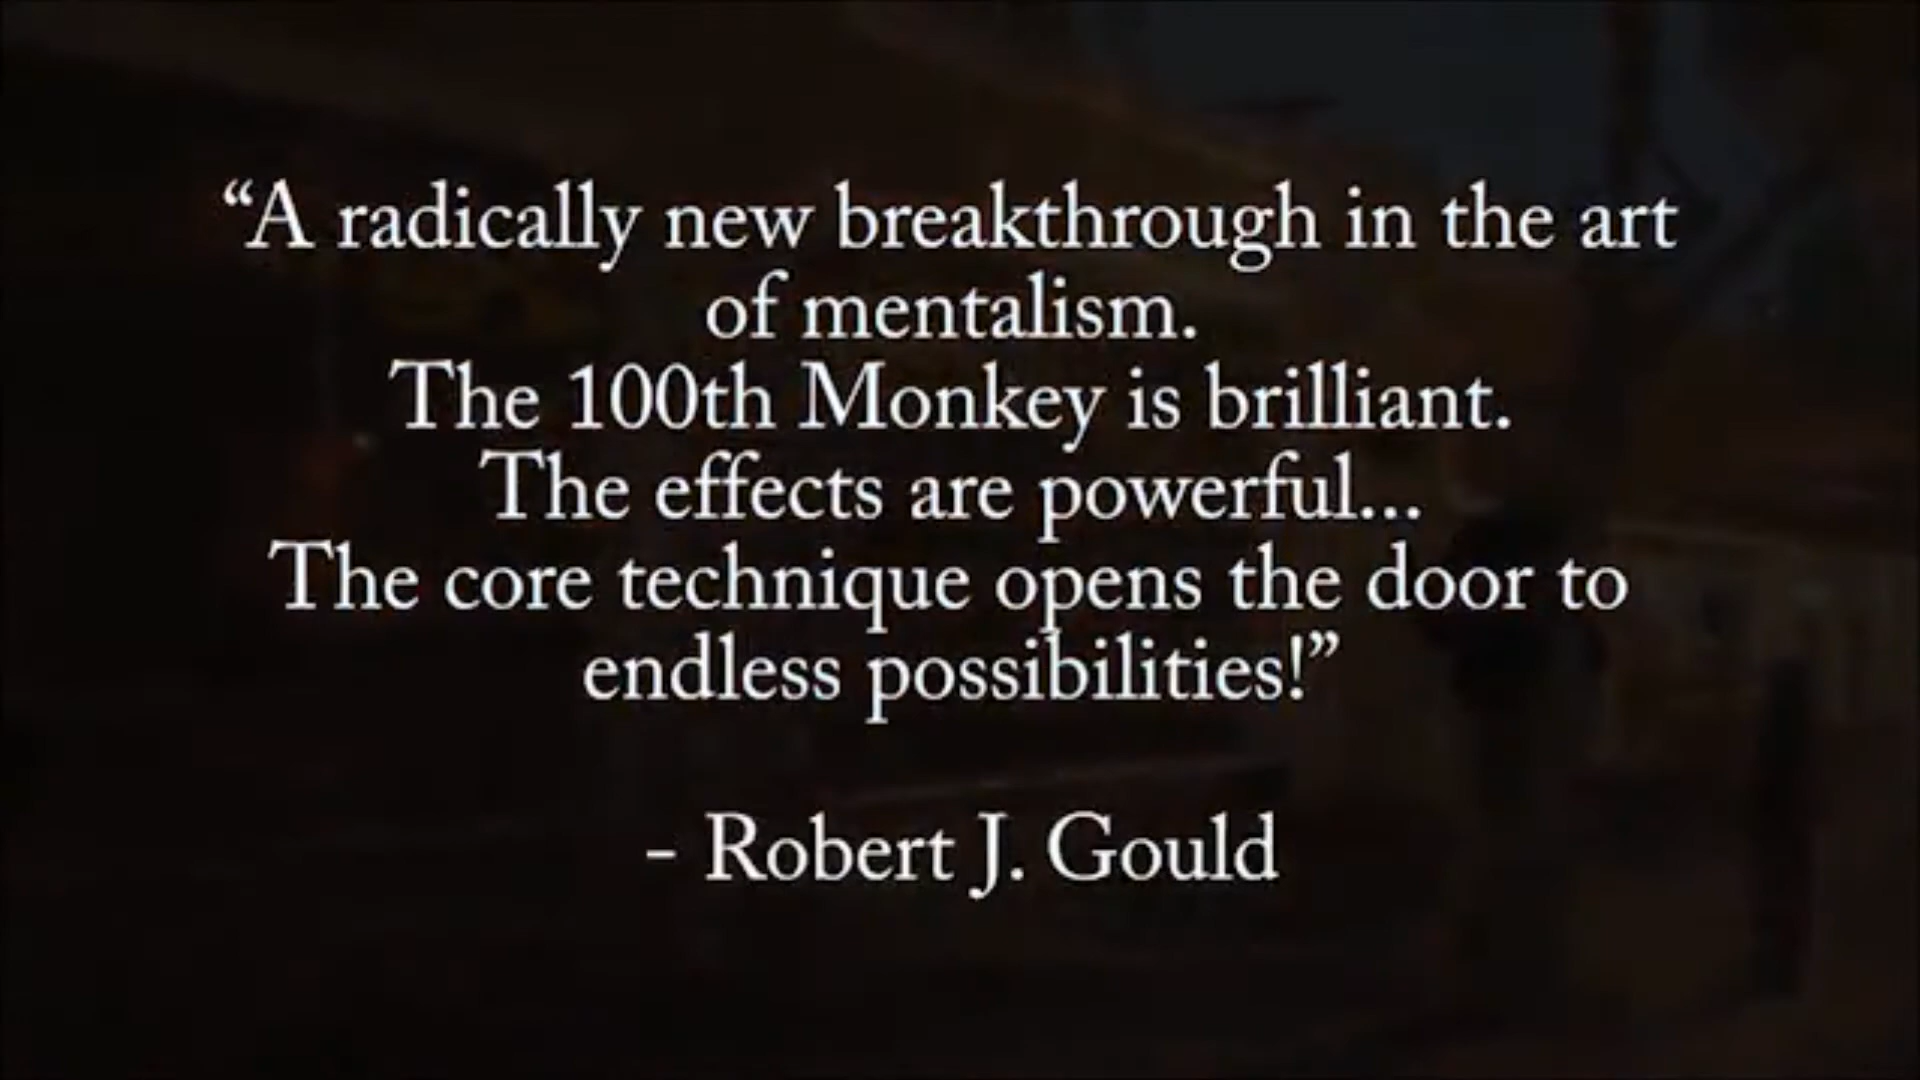 “A radically new breakthrough in the art
of mentalism.
The 100th Monkey is brilliant.
The effects are powerful...
The core technique opens the door to
endless possibilities!”
- Robert J. Gould